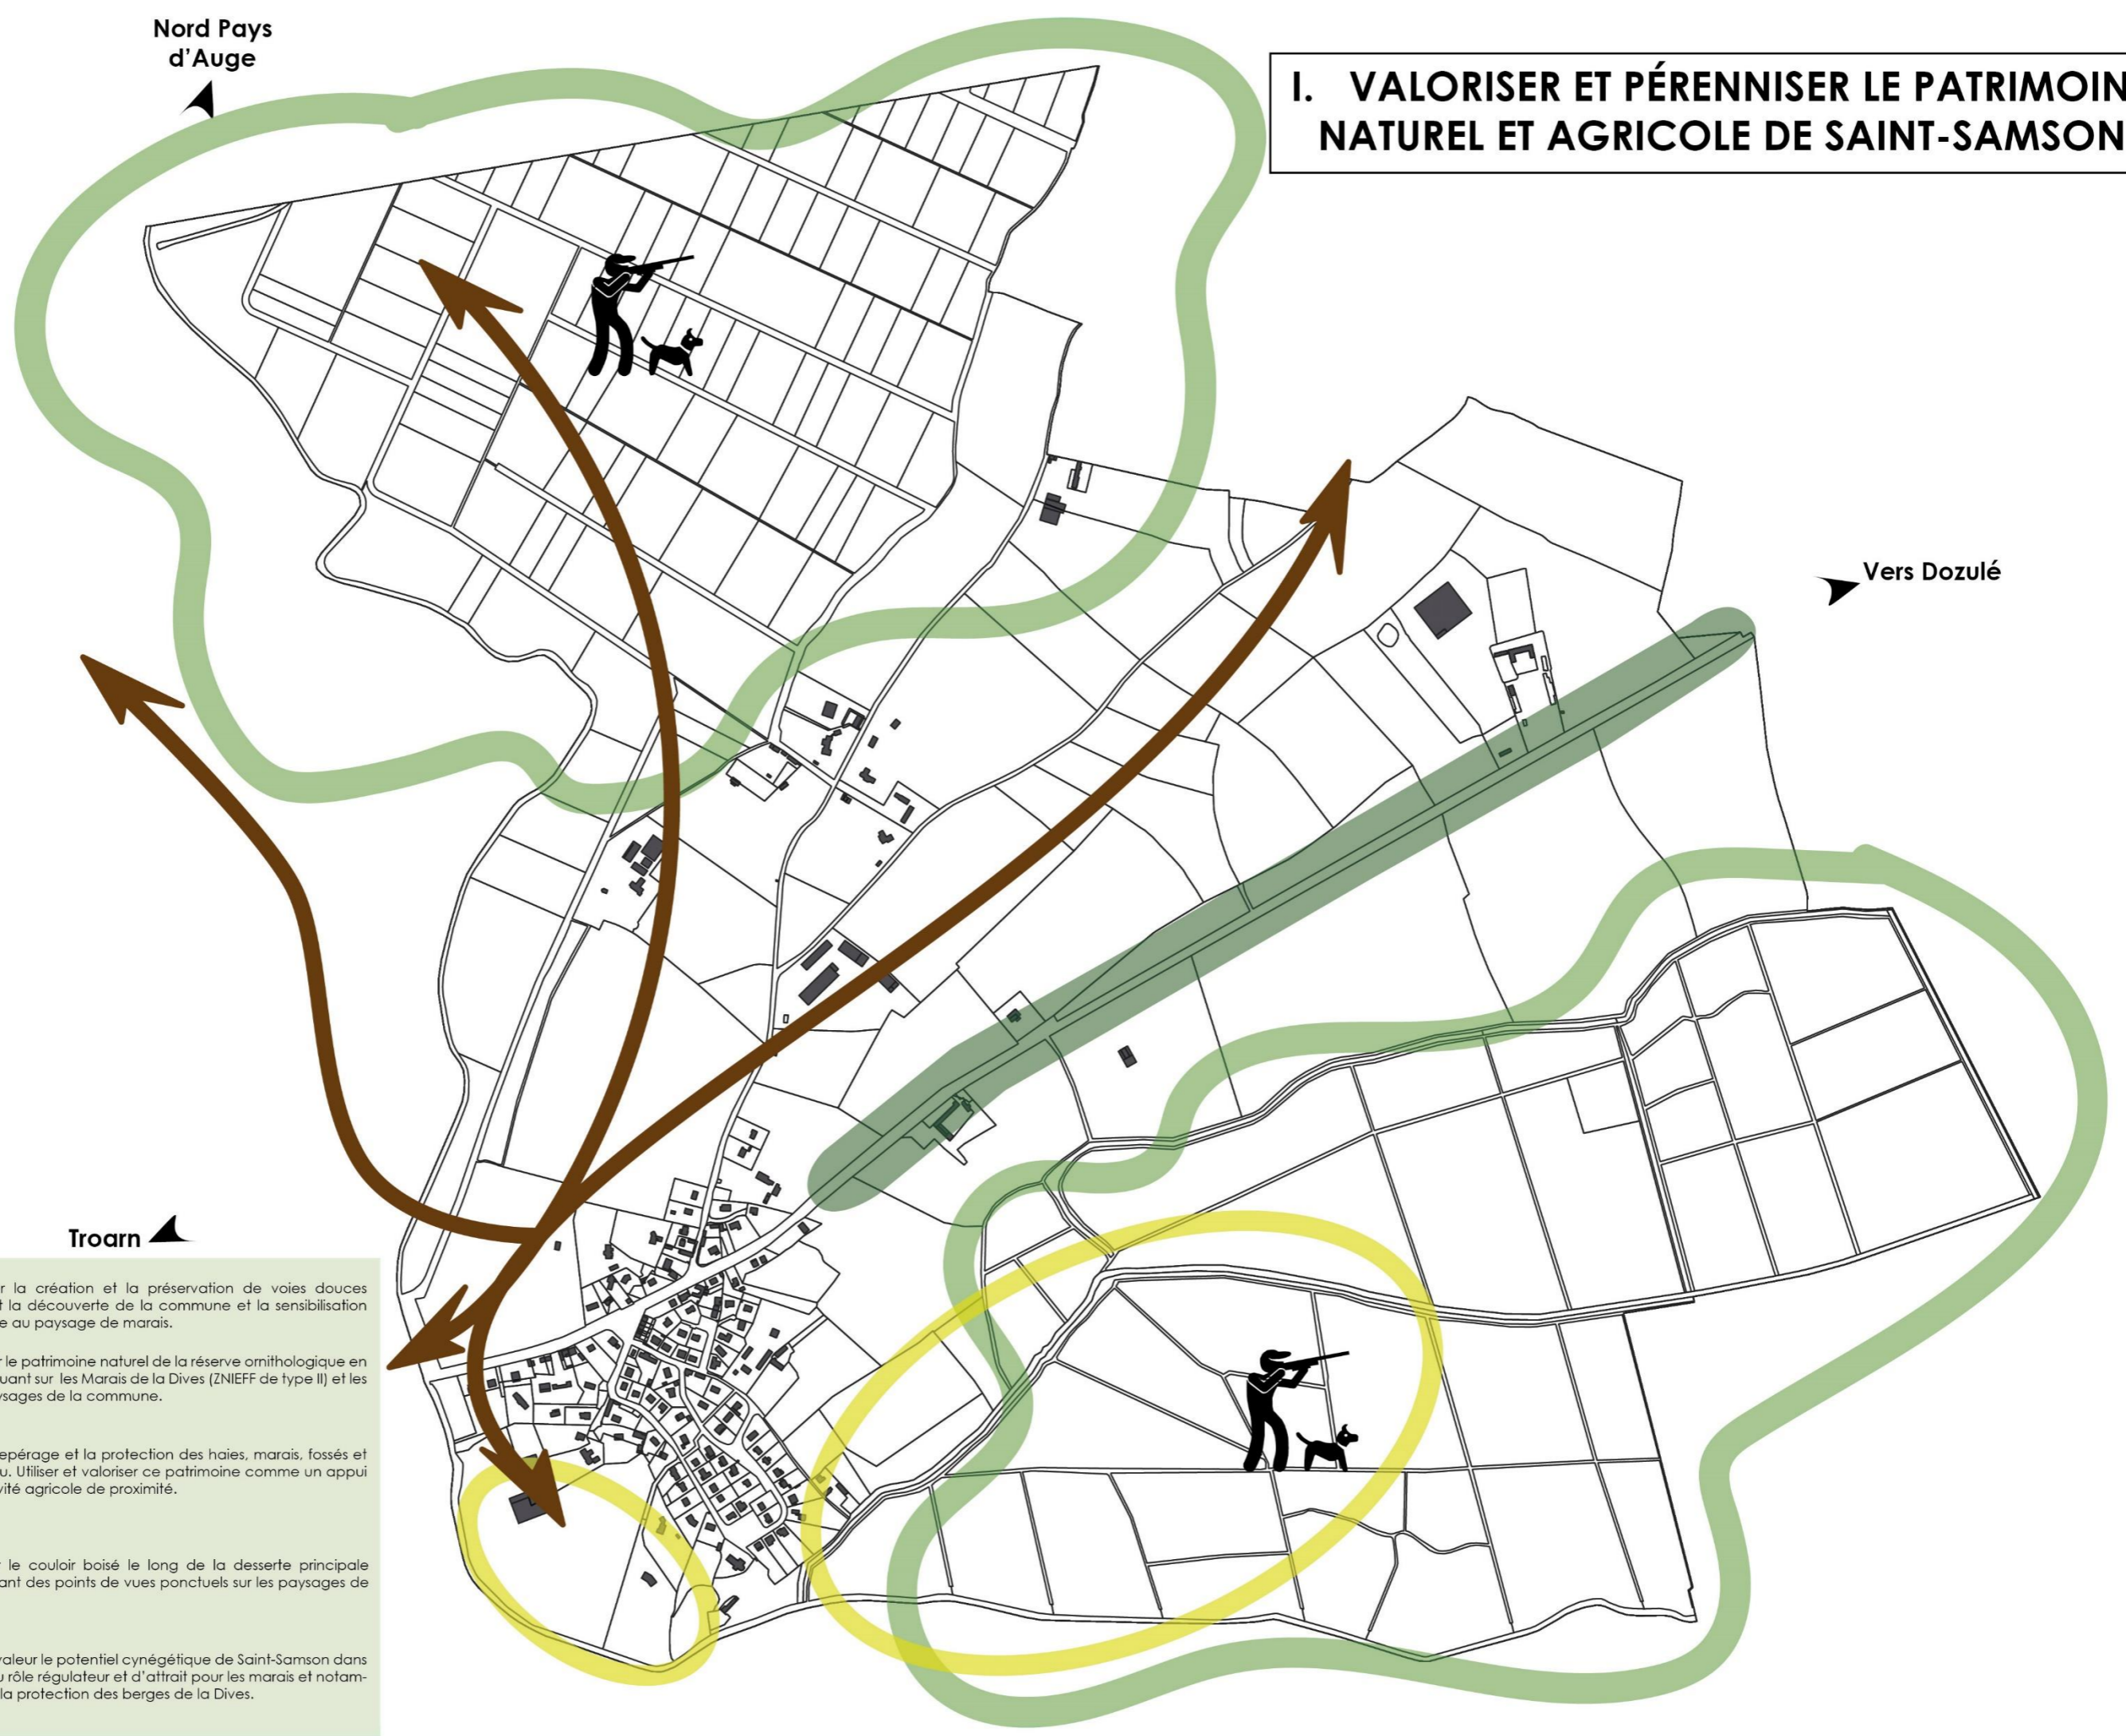 Nord Pays
d'Auge
I. VALORISER ET PÉRENNISER LE PATRIMOIN
NATUREL ET AGRICOLE DE SAINT-SAMSON
Vers Dozulé
Troarn
r la création et la préservation de voies douces
t la découverte de la commune et la sensibilisation
e au paysage de marais.
r le patrimoine naturel de la réserve ornithologique en
uant sur les Marais de la Dives (ZNIEFF de type II) et les
ysages de la commune.
epérage et la protection des haies, marais, fossés et
u. Utiliser et valoriser ce patrimoine comme un appui
vité agricole de proximité.
r le couloir boisé le long de la desserte principale
ant des points de vues ponctuels sur les paysages de
valeur le potentiel cynégétique de Saint-Samson dans
u rôle régulateur et d'attrait pour les marais et notam-
la protection des berges de la Dives.